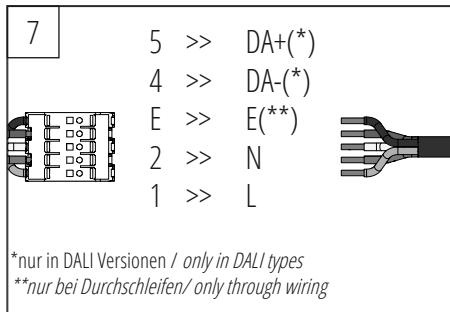 7
5 >> DA+(*)
4 >> DA-(*)
E >> E(**)
2 >> N
1 >> L
*nur in DALI Versionen / only in DALI types
**nur bei Durchschleifen/ only through wiring